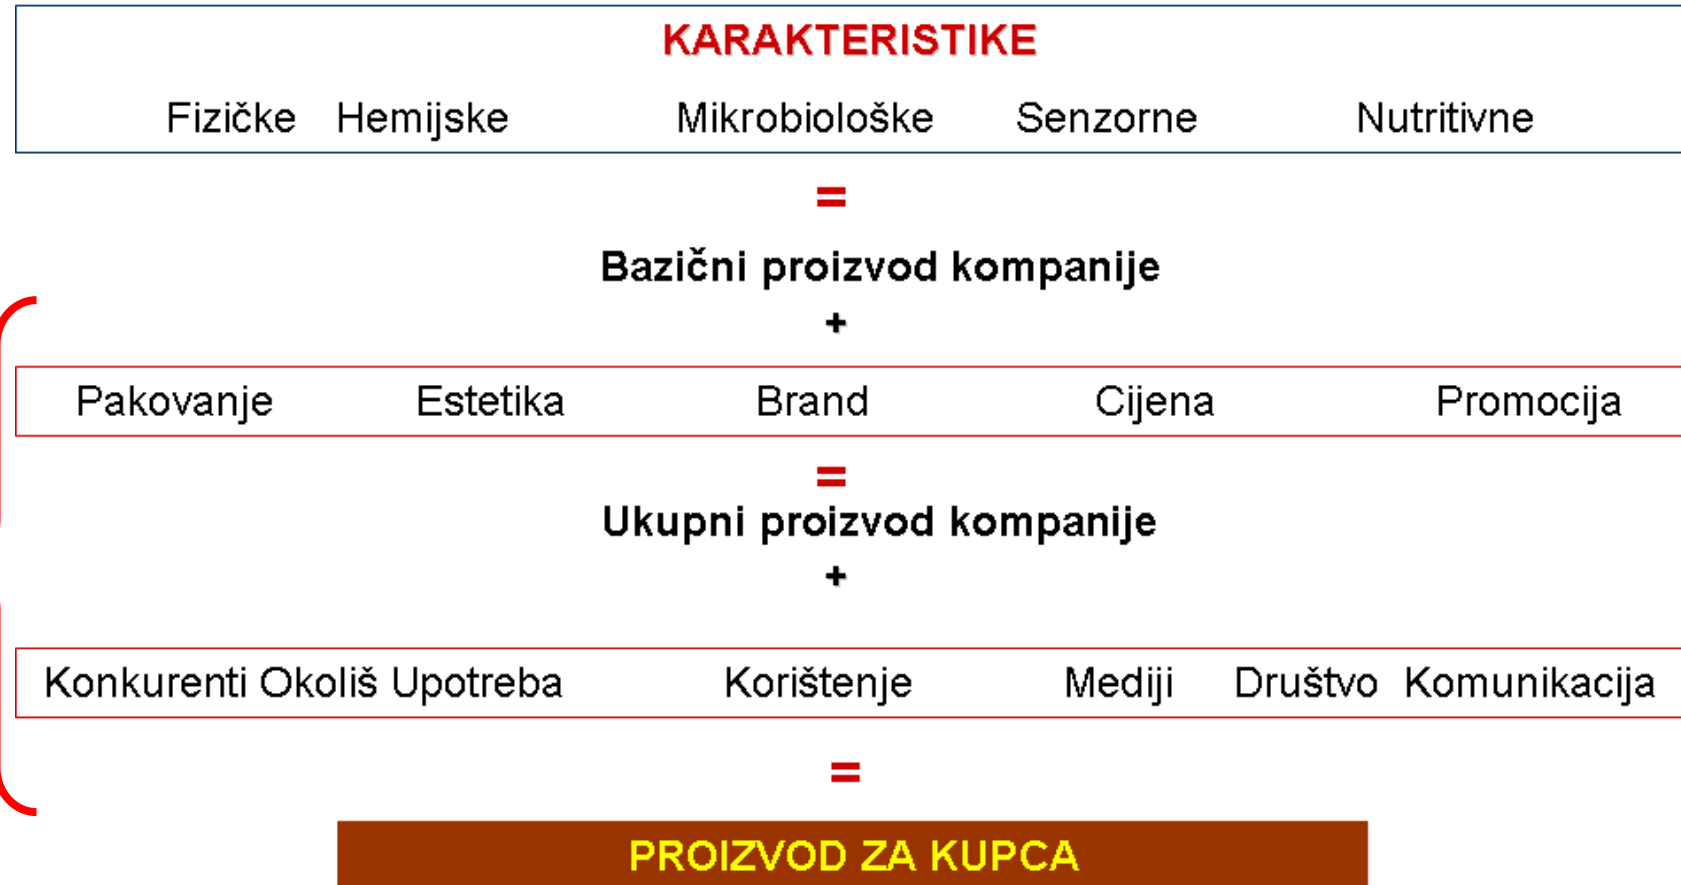 KARAKTERISTIKE
Fizičke Hemijske Mikrobiološke Senzorne Nutritivne
=
Bazični proizvod kompanije
+
Pakovanje Estetika Brand Cijena Promocija
=
Ukupni proizvod kompanije
+
Konkurenti Okoliš Upotreba Korištenje Mediji Društvo Komunikacija
=
PROIZVOD ZA KUPCA